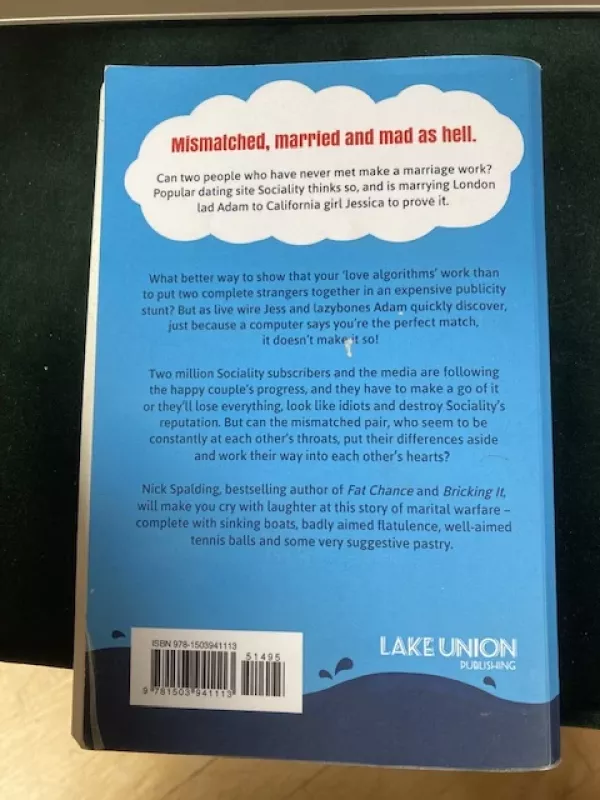 Mismatched, married and mad as hell.
Can two people who have never met make a marriage work?
Popular dating site Sociality thinks so, and is marrying London
lad Adam to California girl Jessica to prove it.
What better way to show that your ‘love algorithms’ work than
to put two complete strangers together in an expensive publicity
stunt? But as live wire Jess and lazybones Adam quickly discover,
just because a computer says you’re the perfect match,
it doesn’t make it so!
Two million Sociality subscribers and the media are following
the happy couple’s progress, and they have to make a go of it
or they’ll lose everything, look like idiots and destroy Sociality’s
reputation. But can the mismatched pair, who seem to be
constantly at each other’s throats, put their differences aside
and work their way into each other’s hearts?
Nick Spalding, bestselling author of Fat Chance and Bricking It,
will make you cry with laughter at this story of marital warfare –
complete with sinking boats, badly aimed flatulence, well-aimed
tennis balls and some very suggestive pastry.
ISBN 978-1503941113
51495
9 781503 941113
LAKE UNION
PUBLISHING